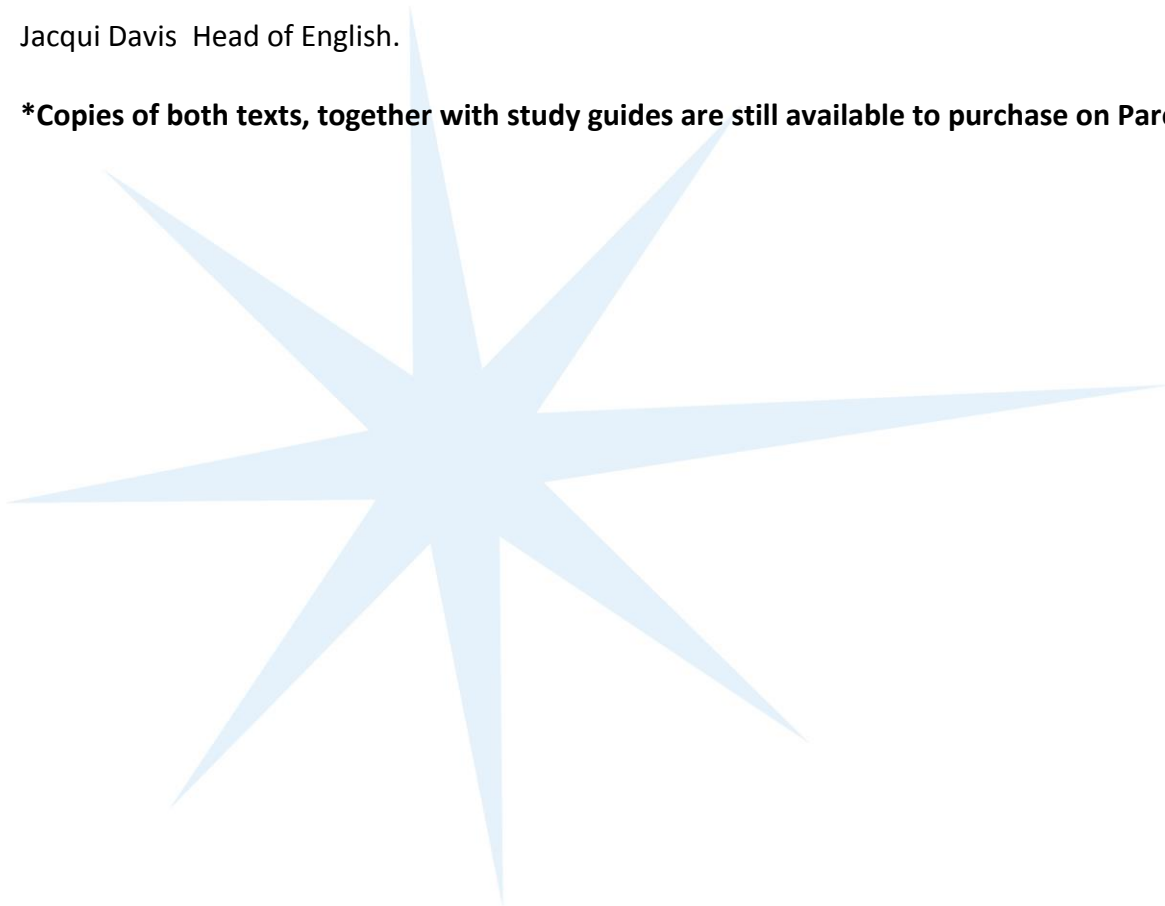 Jacqui Davis  Head of English.
*Copies of both texts, together with study guides are still available to purchase on